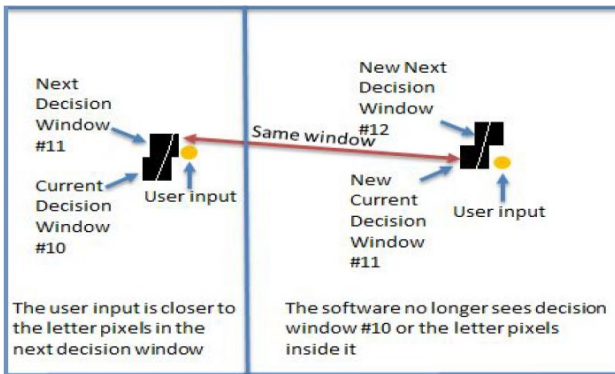 Next
Decision
Window
#11
Current
Decision
Window
#10
User input
The user input is closer to
the letter pixels in the
next decision window
Same window
New Next
Decision
Window
#12
New
Current
Decision
Window
#11
User input
The software no longer sees decision
window #10 or the letter pixels
inside it